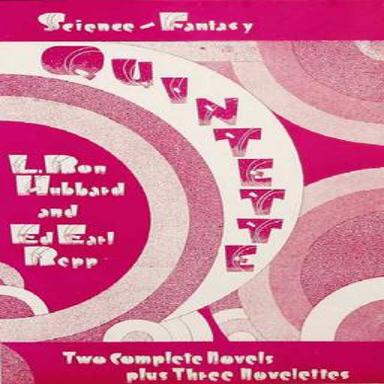 Science-Fantasy
QUINTETTE
L. Ron
Hubbard
and
Ed Earl
Repp
Two Complete Novels
plus Three Novelettes